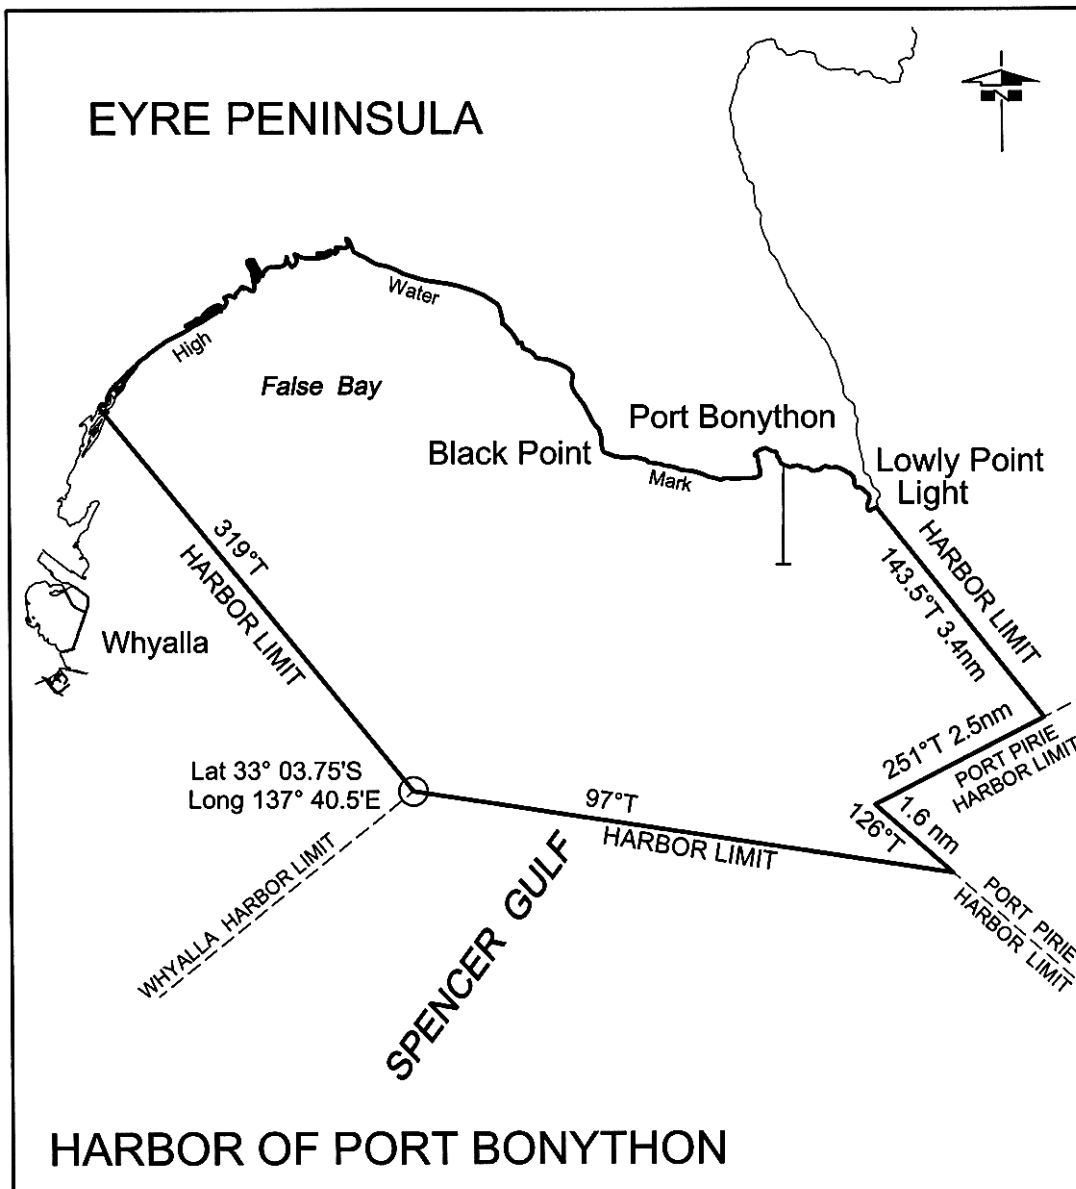 EYRE PENINSULA
N
Water
High
False Bay
Port Bonython
Black Point
Mark
Lowly Point
Light
HARBOR LIMIT
143.5°T 3.4nm
319°T
HARBOR LIMIT
Whyalla
251°T 2.5nm
PORT PIRIE
HARBOR LIMIT
Lat 33° 03.75'S
Long 137° 40.5'E
97°T
HARBOR LIMIT
1.6 nm
126°T
WHYALLA HARBOR LIMIT
SPENCER GULF
PORT PIRIE
HARBOR LIMIT
HARBOR OF PORT BONYTHON